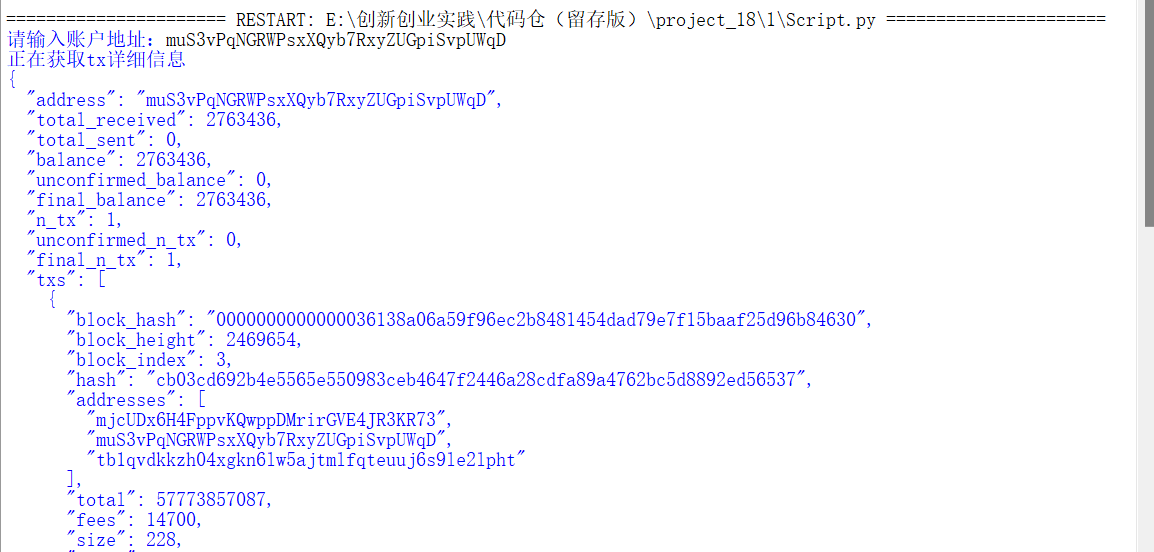 ====================== RESTART: E:\创新创业实践\代码仓（留存版）\project_18\1\Script.py ======================
请输入账户地址：muS3vPqNGRWPsxXQyb7RxyZUGpiSvpUWqD
正在获取tx详细信息
{
  "address": "muS3vPqNGRWPsxXQyb7RxyZUGpiSvpUWqD",
  "total_received": 2763436,
  "total_sent": 0,
  "balance": 2763436,
  "unconfirmed_balance": 0,
  "final_balance": 2763436,
  "n_tx": 1,
  "unconfirmed_n_tx": 0,
  "final_n_tx": 1,
  "txs": [
    {
      "block_hash": "0000000000000036138a06a59f96ec2b8481454dad79e7f15baaf25d96b84630",
      "block_height": 2469654,
      "block_index": 3,
      "hash": "cb03cd692b4e5565e550983ceb4647f2446a28cdfa89a4762bc5d8892ed56537",
      "addresses": [
        "mjcUDx6H4FppvKQwppDMrirGVE4JR3KR73",
        "muS3vPqNGRWPsxXQyb7RxyZUGpiSvpUWqD",
        "tb1qvdkkzh04xgkn6lw5ajtmlfqteuuj6s9le2lpht"
      ],
      "total": 57773857087,
      "fees": 14700,
      "size": 228,